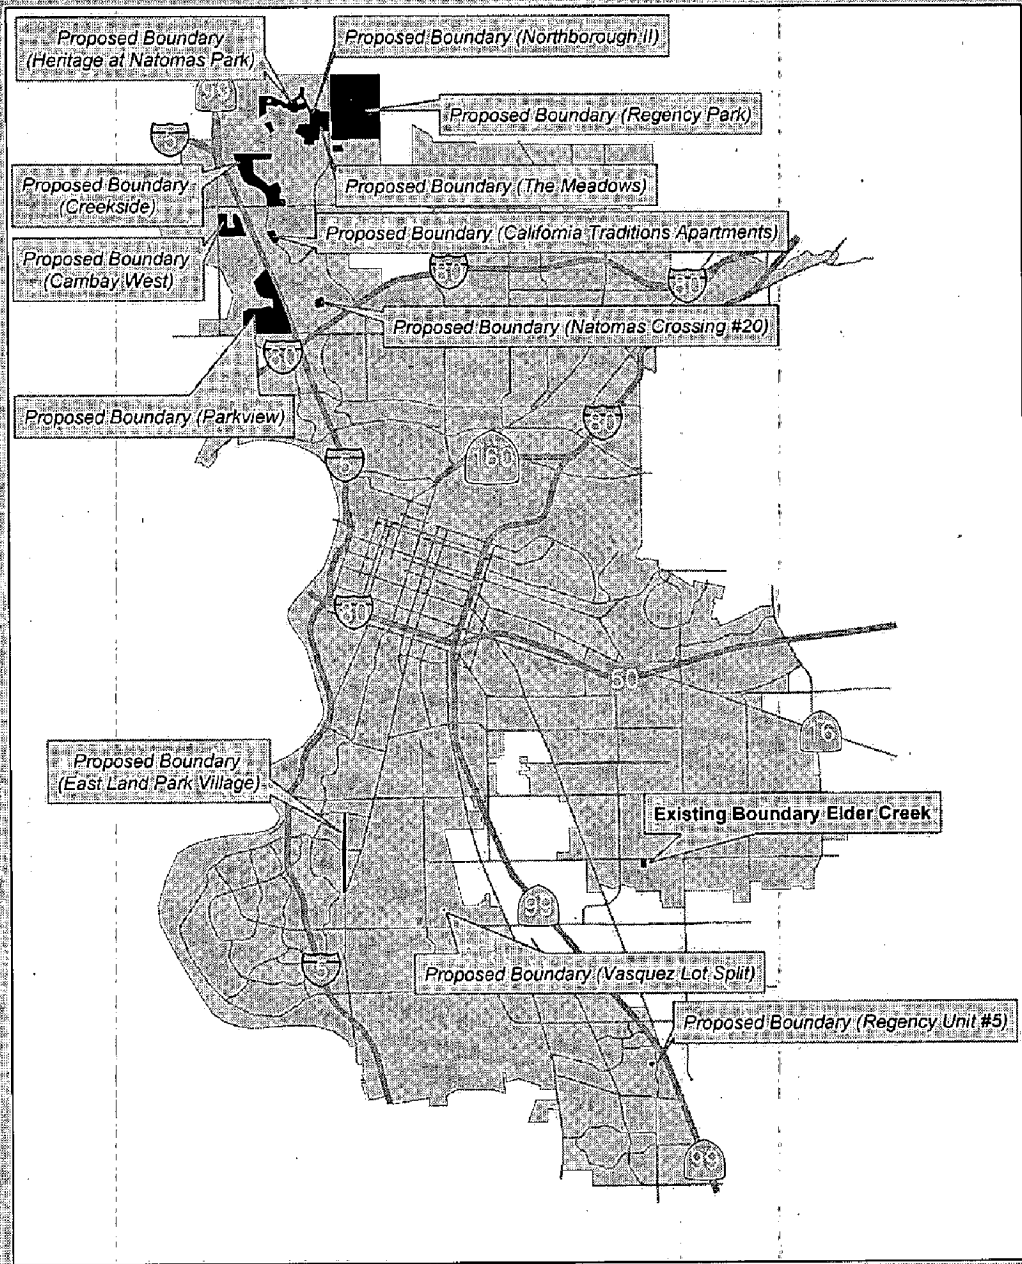 Proposed Boundary
(Heritage at Natomas Park)
Proposed Boundary (Northborough II)
99
Proposed Boundary (Regency Park)
5
Proposed Boundary
(Creekside)
Proposed Boundary (The Meadows)
Proposed Boundary (California Traditions Apartments)
Proposed Boundary
(Cambay West)
80
80
Proposed Boundary (Natomas Crossing #20)
80
Proposed Boundary (Parkview)
80
160
5
80
50
16
Proposed Boundary
(East Land Park Village)
Existing Boundary Elder Creek
99
5
Proposed Boundary (Vasquez Lot Split)
Proposed Boundary (Regency Unit #5)
99